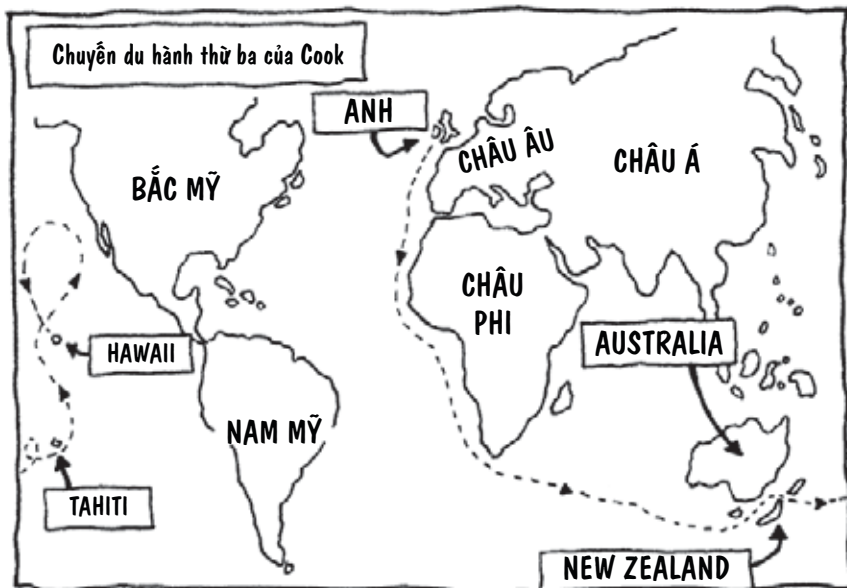 Chuyến du hành thừ ba của Cook
ANH
CHÂU ÂU
CHÂU Á
BẮC MỸ
CHÂU
PHI
HAWAII
AUSTRALIA
NAM MỸ
TAHITI
NEW ZEALAND